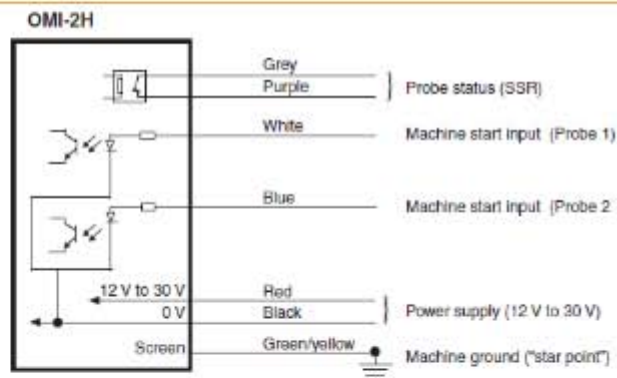 OMI-2H
Grey
Purple
Probe status (SSR)
White
Machine start input (Probe 1)
Blue
Machine start input (Probe 2
12 V to 30 V
Red
0 V
Black
Power supply (12 V to 30 V)
Screen
Green/yellow
Machine ground ("star point")